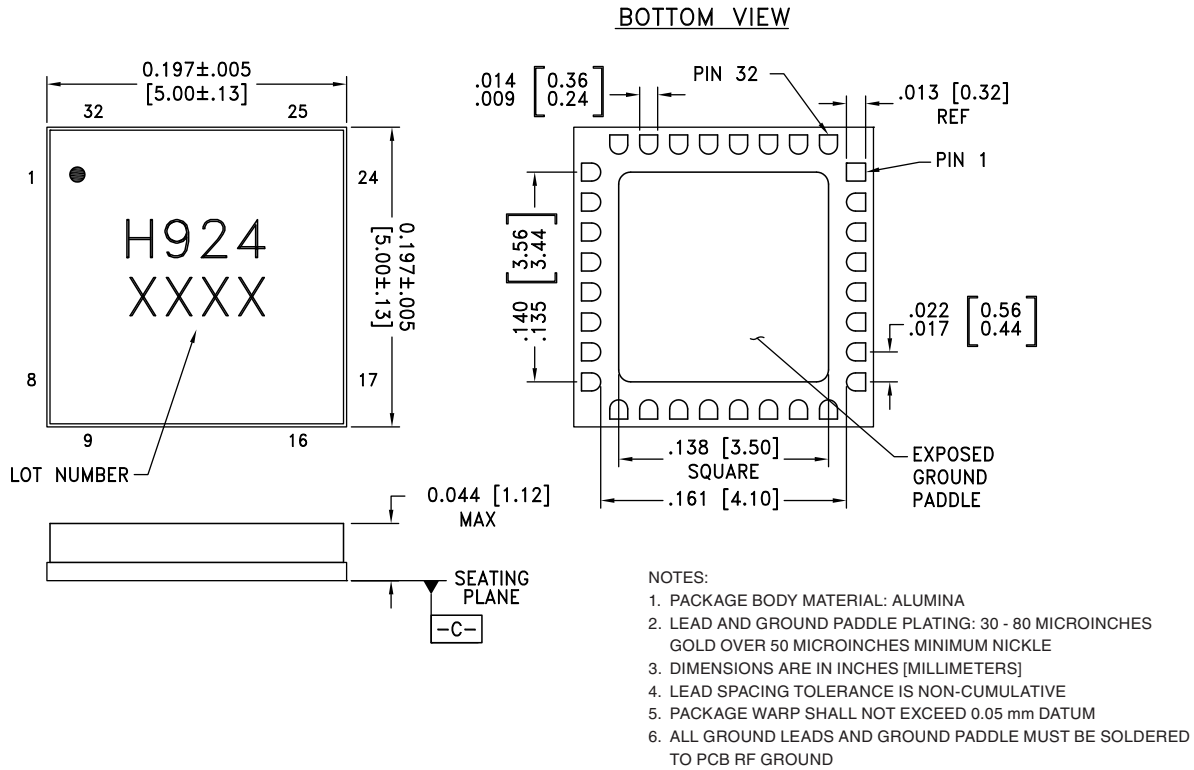 BOTTOM VIEW
0.197±.005
[5.00±.13]
32
25
1
24
H924
XXXX
0.197±.005
[5.00±.13]
8
17
9
16
LOT NUMBER
.014
.009
[0.36
0.24]
PIN 32
.013 [0.32]
REF
PIN 1
[3.56
3.44]
.140
.135
.022
.017
[0.56
0.44]
.138 [3.50]
SQUARE
.161 [4.10]
EXPOSED
GROUND
PADDLE
0.044 [1.12]
MAX
SEATING
PLANE
-C-
NOTES:
1. PACKAGE BODY MATERIAL: ALUMINA
2. LEAD AND GROUND PADDLE PLATING: 30 - 80 MICROINCHES
GOLD OVER 50 MICROINCHES MINIMUM NICKLE
3. DIMENSIONS ARE IN INCHES [MILLIMETERS]
4. LEAD SPACING TOLERANCE IS NON-CUMULATIVE
5. PACKAGE WARP SHALL NOT EXCEED 0.05 mm DATUM
6. ALL GROUND LEADS AND GROUND PADDLE MUST BE SOLDERED
TO PCB RF GROUND